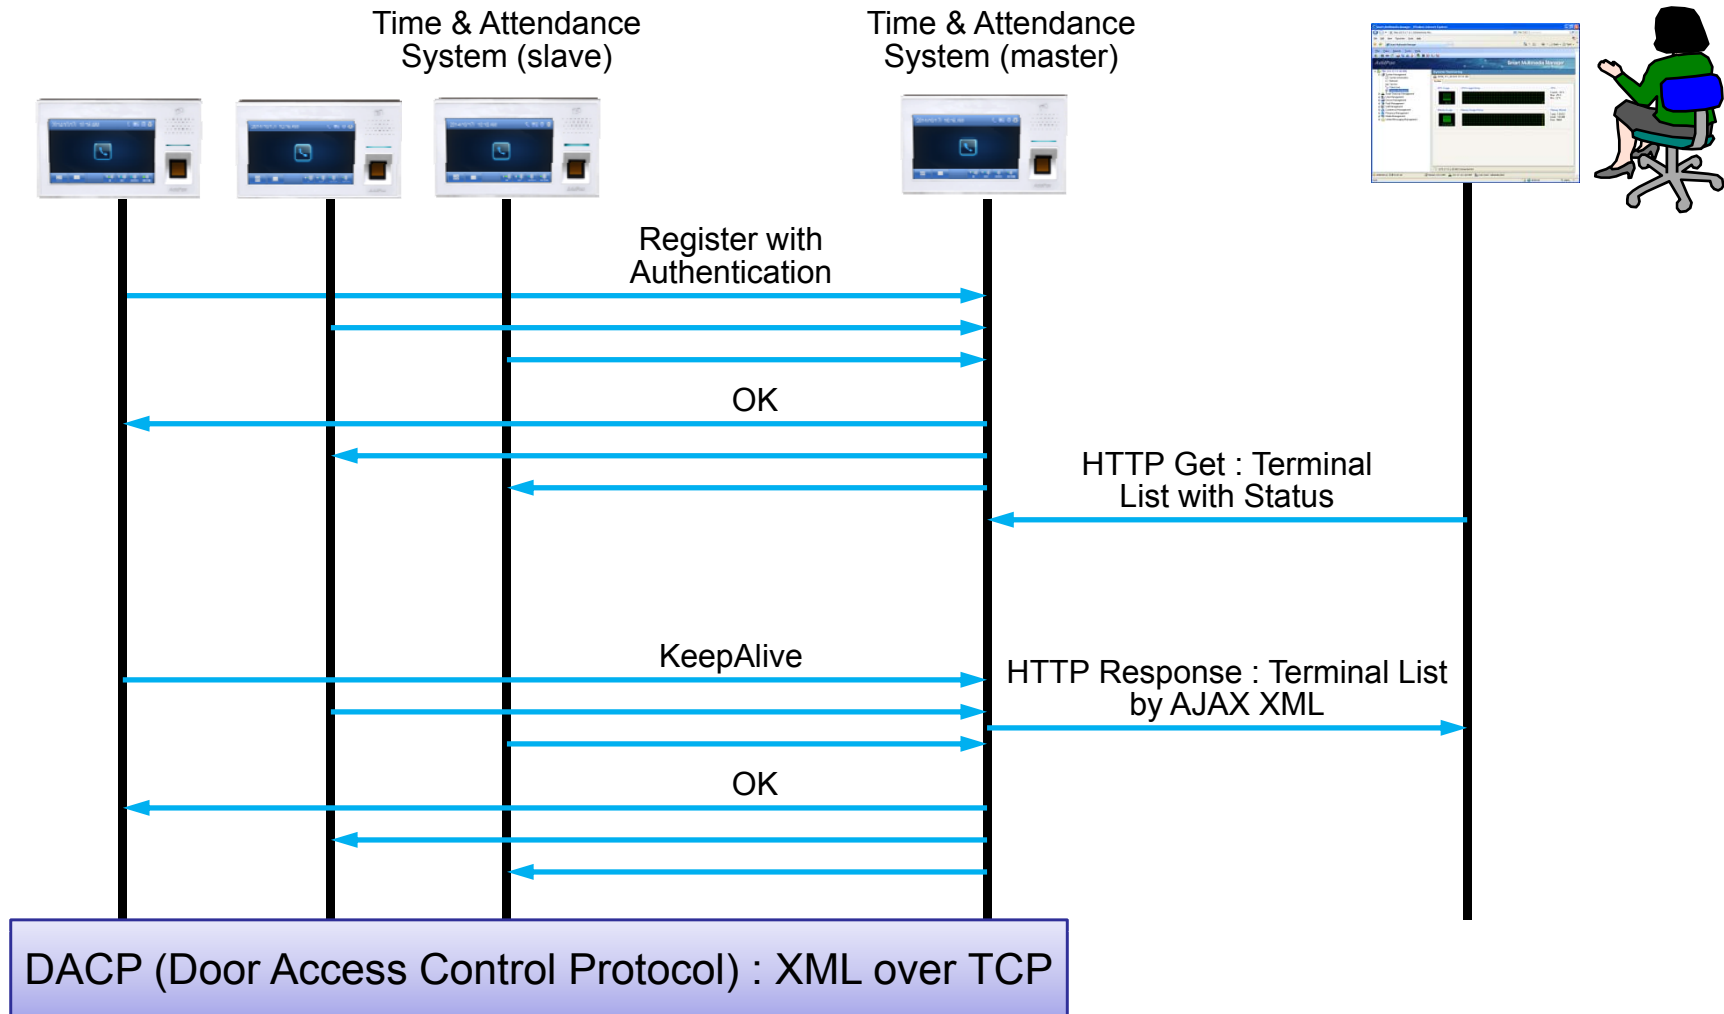 Time & Attendance
System (slave)
Time & Attendance
System (master)
Register with
Authentication
OK
HTTP Get : Terminal
List with Status
KeepAlive
HTTP Response : Terminal List
by AJAX XML
OK
DACP (Door Access Control Protocol) : XML over TCP